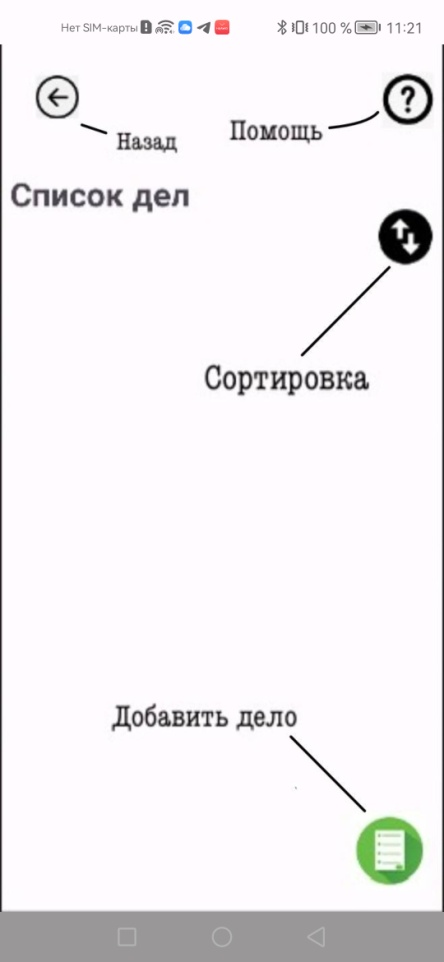 Нет SIM-карты 100 % 11:21
Назад
Помощь
Список дел
Сортировка
Добавить дело